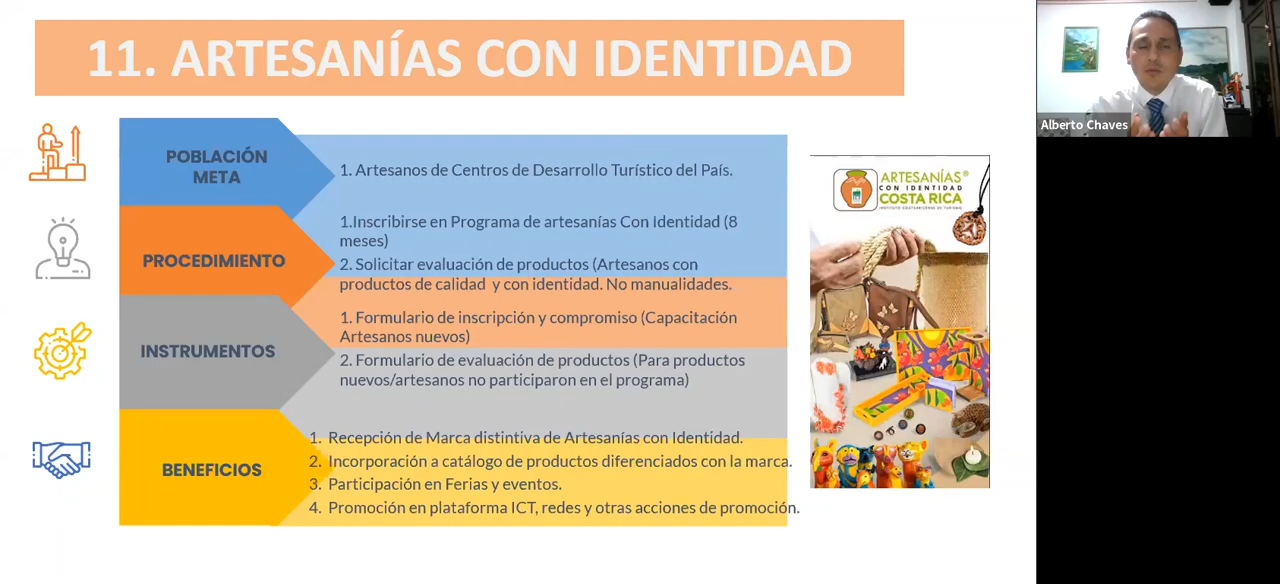 11. ARTESANÍAS CON IDENTIDAD
Alberto Chaves
POBLACIÓN
META
1. Artesanos de Centros de Desarrollo Turístico del País.
PROCEDIMIENTO
1.Inscribirse en Programa de artesanías Con Identidad (8
meses)
2. Solicitar evaluación de productos (Artesanos con
productos de calidad y con identidad. No manualidades.
INSTRUMENTOS
1. Formulario de inscripción y compromiso (Capacitación
Artesanos nuevos)
2. Formulario de evaluación de productos (Para productos
nuevos/artesanos no participaron en el programa)
BENEFICIOS
1. Recepción de Marca distintiva de Artesanías con Identidad.
2. Incorporación a catálogo de productos diferenciados con la marca.
3. Participación en Ferias y eventos.
4. Promoción en plataforma ICT, redes y otras acciones de promoción.
ARTESANÍAS®
CON IDENTIDAD
COSTA RICA
INSTITUTO COSTARRICENSE DE TURISMO